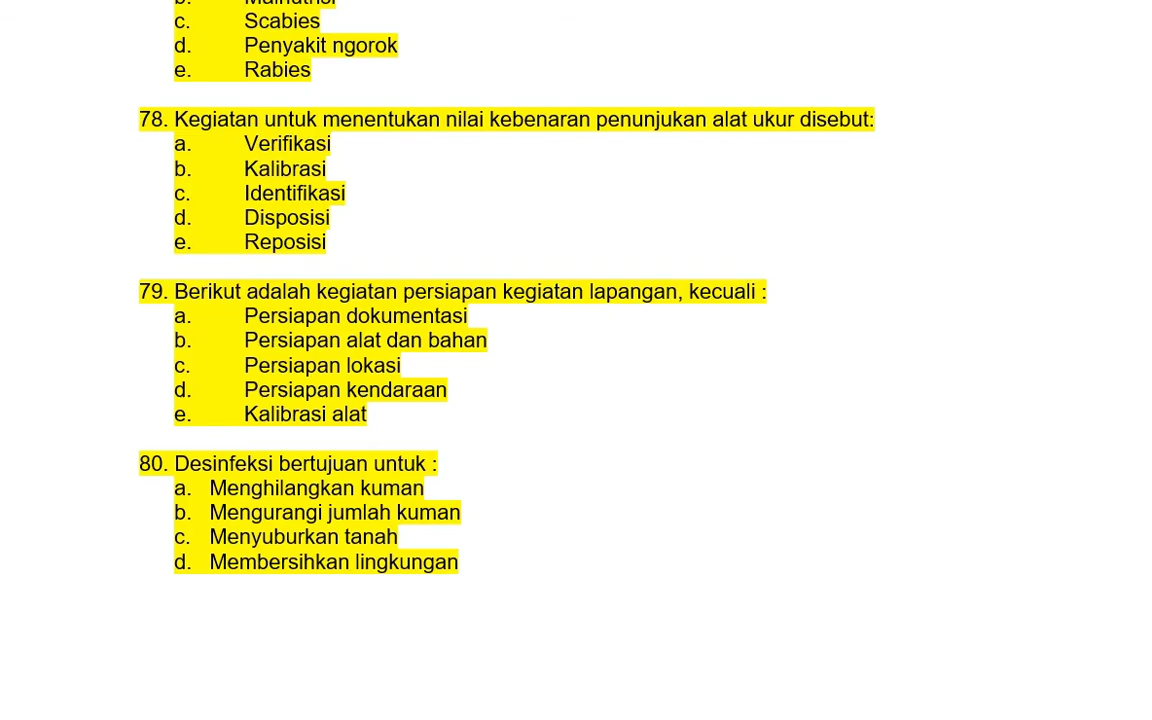 b. Malnutrisi
c. Scabies
d. Penyakit ngorok
e. Rabies
78. Kegiatan untuk menentukan nilai kebenaran penunjukan alat ukur disebut:
a. Verifikasi
b. Kalibrasi
c. Identifikasi
d. Disposisi
e. Reposisi
79. Berikut adalah kegiatan persiapan kegiatan lapangan, kecuali :
a. Persiapan dokumentasi
b. Persiapan alat dan bahan
c. Persiapan lokasi
d. Persiapan kendaraan
e. Kalibrasi alat
80. Desinfeksi bertujuan untuk :
a. Menghilangkan kuman
b. Mengurangi jumlah kuman
c. Menyuburkan tanah
d. Membersihkan lingkungan